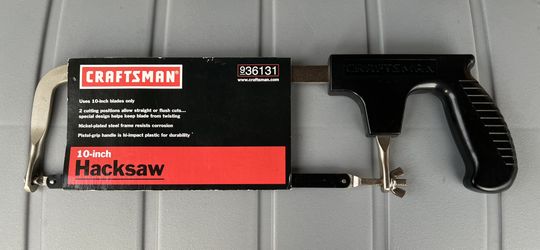 CRAFTSMAN
936131
www.craftsman.com
Uses 10-inch blades only
2 cutting positions allow straight or flush cuts...
special design helps keep blade from twisting
Nickel-plated steel frame resists corrosion
Pistol-grip handle is hi-impact plastic for durability
10-inch
Hacksaw
CRAFTSMAN